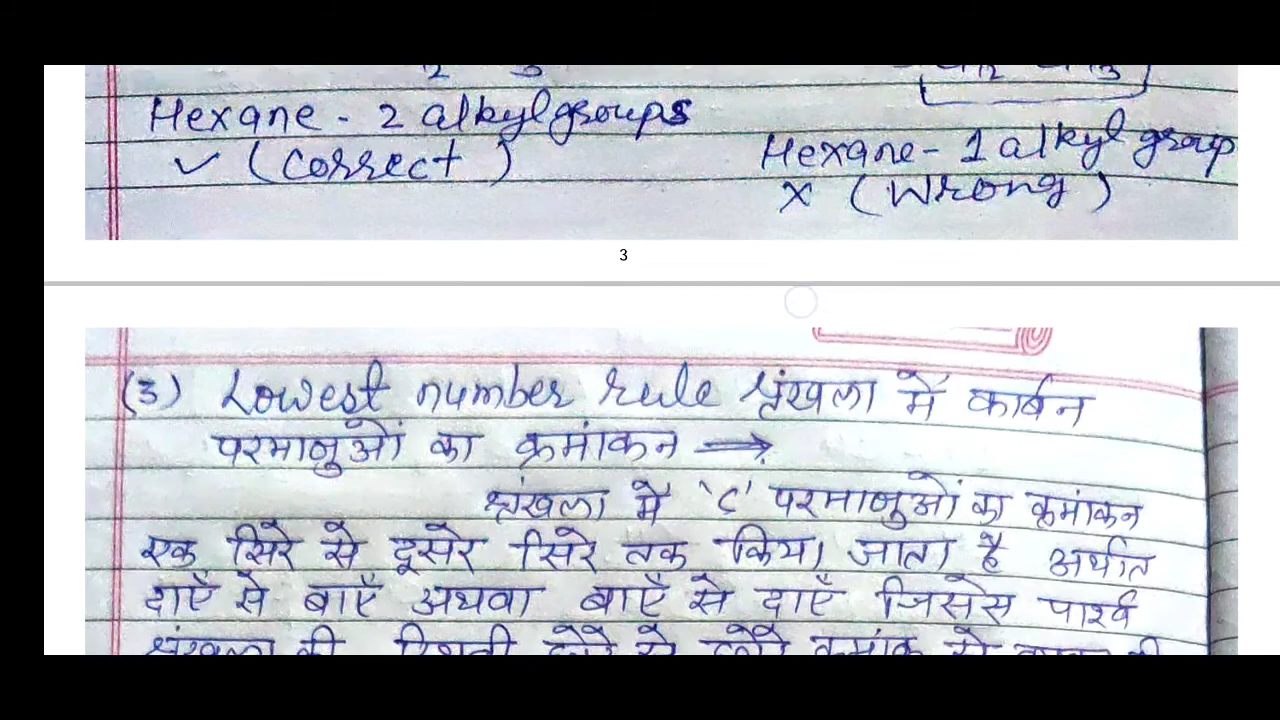 Hexane - 2 alkyl groups
✓ (Correct)
Hexane - 1 alkyl group
× (Wrong)
3
(3) Lowest number rule श्रृंखला में कार्बन
परमाणुओं का क्रमांकन →
श्रृंखला में 'C' परमाणुओं का क्रमांकन
एक सिरे से दूसरे सिरे तक किया जाता है अर्थात
दाएँ से बाएँ अथवा बाएँ से दाएँ जिससे पार्श्व